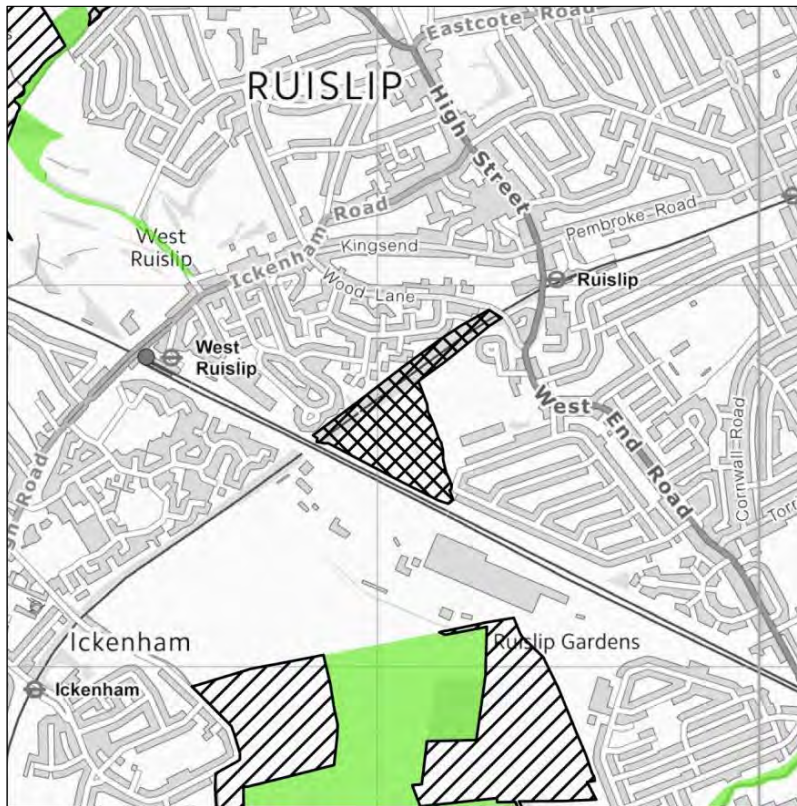 Eastcote Road
RUISLIP
High Street
Ickenham Road
Kingsend
Pembroke Road
West
Ruislip
Wood Lane
Ruislip
West
Ruislip
West End Road
Cornwall Road
Road
Ickenham
Ruislip Gardens
Ickenham